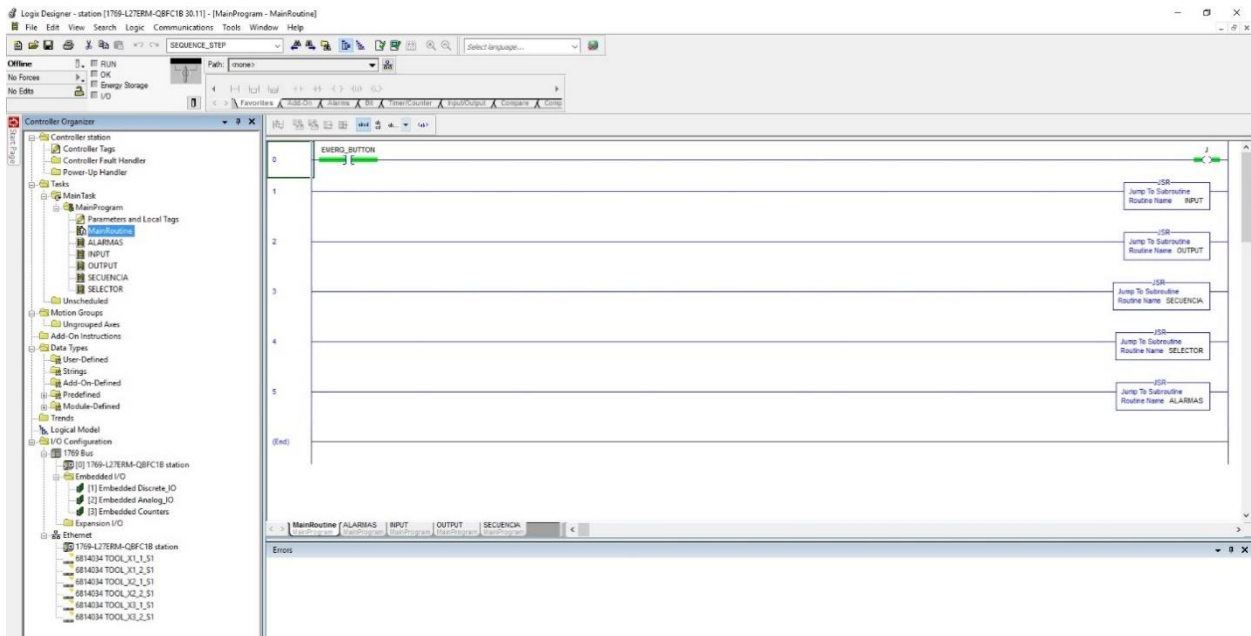 Logix Designer - station [1769-L27ERM-QBFC1B 30.11] - [MainProgram - MainRoutine]
File Edit View Search Logic Communications Tools Window Help
SEQUENCE_STEP
Select language...
Offline
RUN
Path: <none>
No Forces
OK
No Edits
Energy Storage
I/O
Favorites Add-On Alarms Bit Timer/Counter Input/Output Compare Comp
Start Page
Controller Organizer
Controller station
Controller Tags
Controller Fault Handler
Power-Up Handler
Tasks
MainTask
MainProgram
Parameters and Local Tags
MainRoutine
ALARMAS
INPUT
OUTPUT
SECUENCIA
SELECTOR
Unscheduled
Motion Groups
Ungrouped Axes
Add-On Instructions
Data Types
User-Defined
Strings
Add-On-Defined
Predefined
Module-Defined
Trends
Logical Model
I/O Configuration
1769 Bus
[0] 1769-L27ERM-QBFC1B station
Embedded I/O
[1] Embedded Discrete_IO
[2] Embedded Analog_IO
[3] Embedded Counters
Expansion I/O
Ethernet
1769-L27ERM-QBFC1B station
6814034 TOOL_X1_1_S1
6814034 TOOL_X1_2_S1
6814034 TOOL_X2_1_S1
6814034 TOOL_X2_2_S1
6814034 TOOL_X3_1_S1
6814034 TOOL_X3_2_S1
EMERG_BUTTON
J
0
1
JSR
Jump To Subroutine
Routine Name INPUT
2
JSR
Jump To Subroutine
Routine Name OUTPUT
3
JSR
Jump To Subroutine
Routine Name SECUENCIA
4
JSR
Jump To Subroutine
Routine Name SELECTOR
5
JSR
Jump To Subroutine
Routine Name ALARMAS
(End)
MainRoutine ALARMAS INPUT OUTPUT SECUENCIA
MainProgram MainProgram MainProgram MainProgram MainProgram
Errors